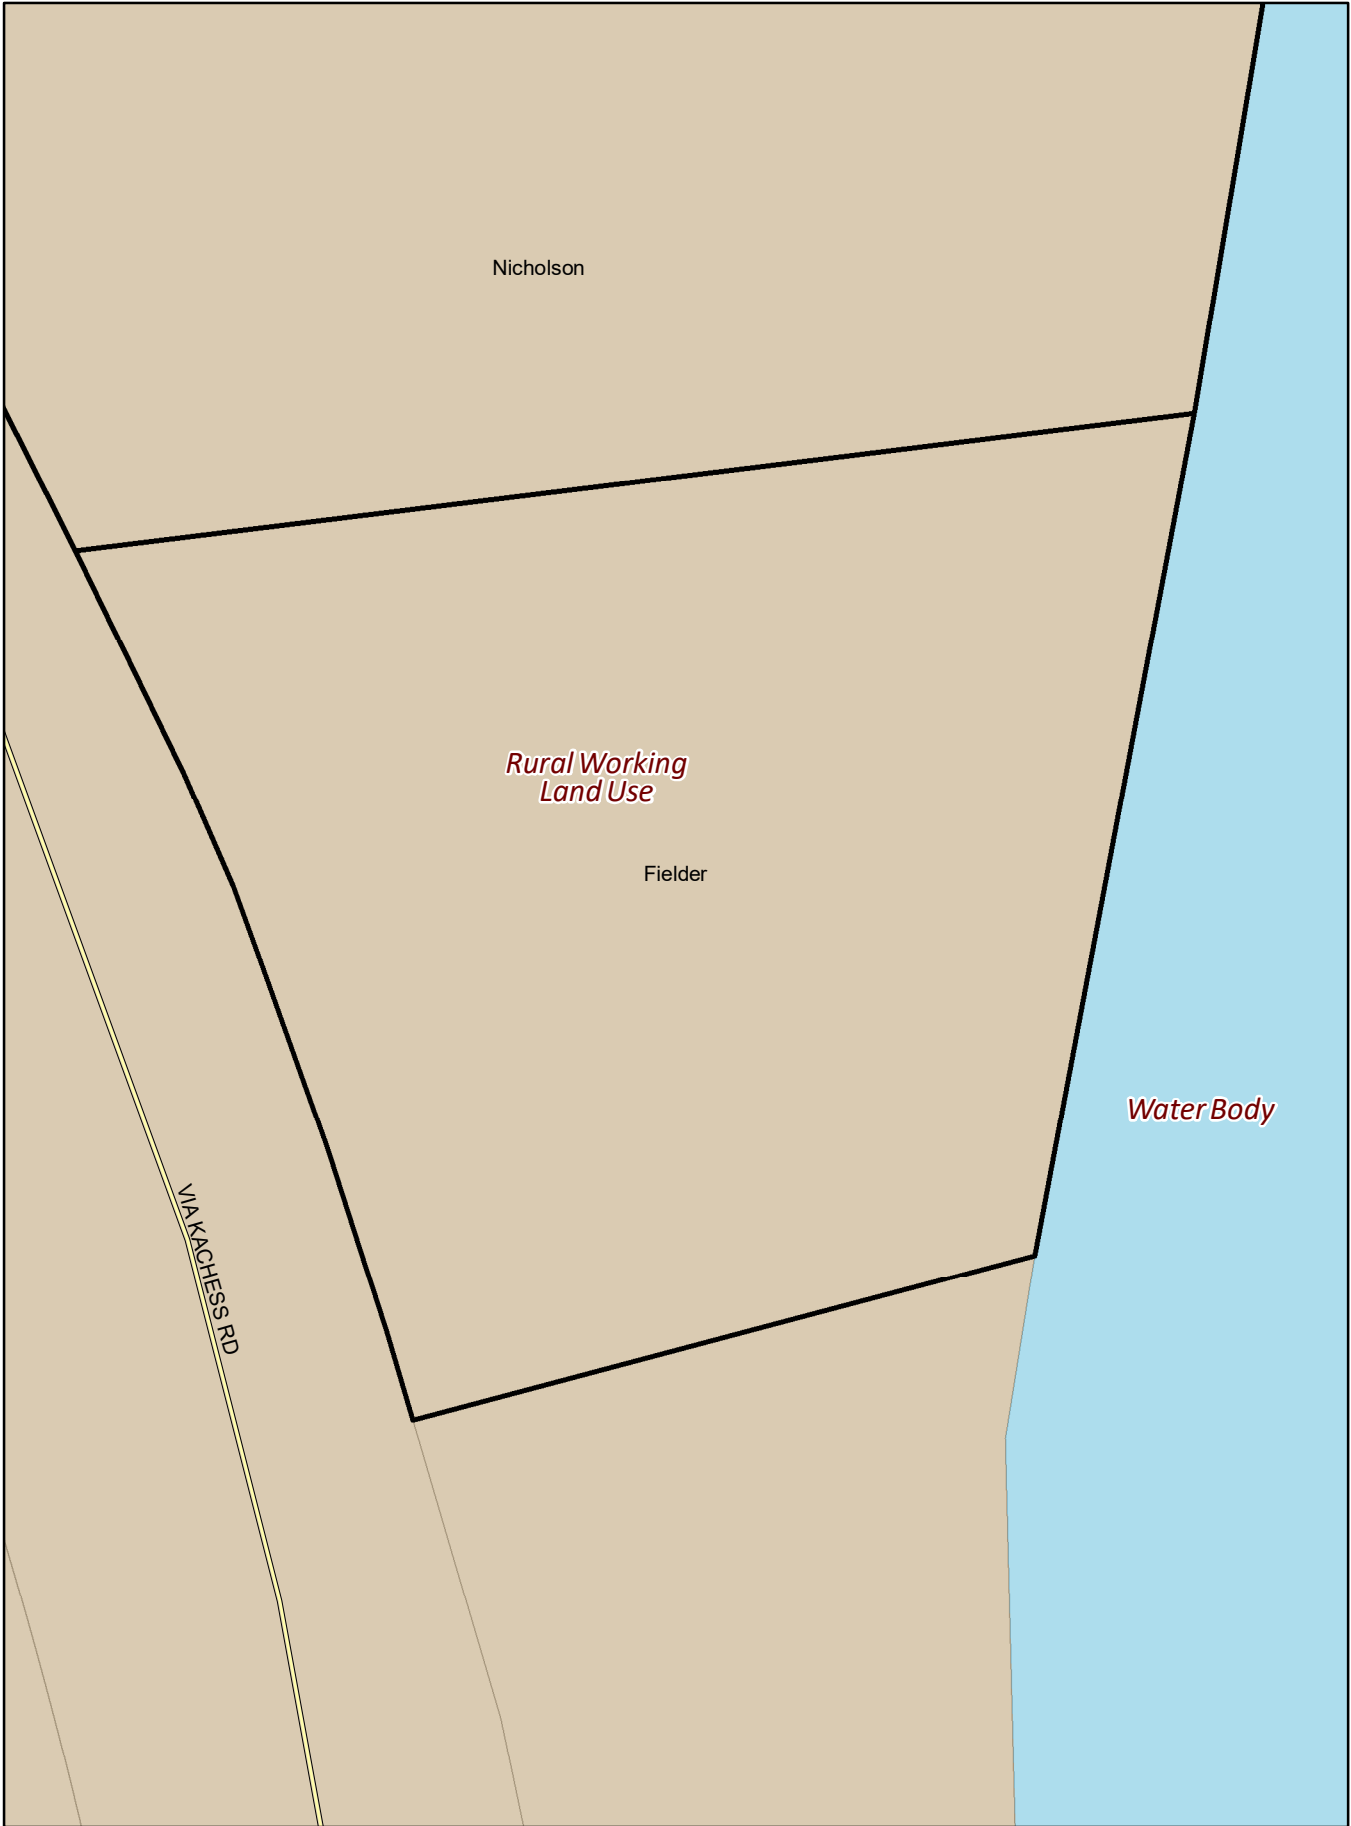 Nicholson
Rural Working
Land Use
Fielder
Water Body
VIA KACHESS RD